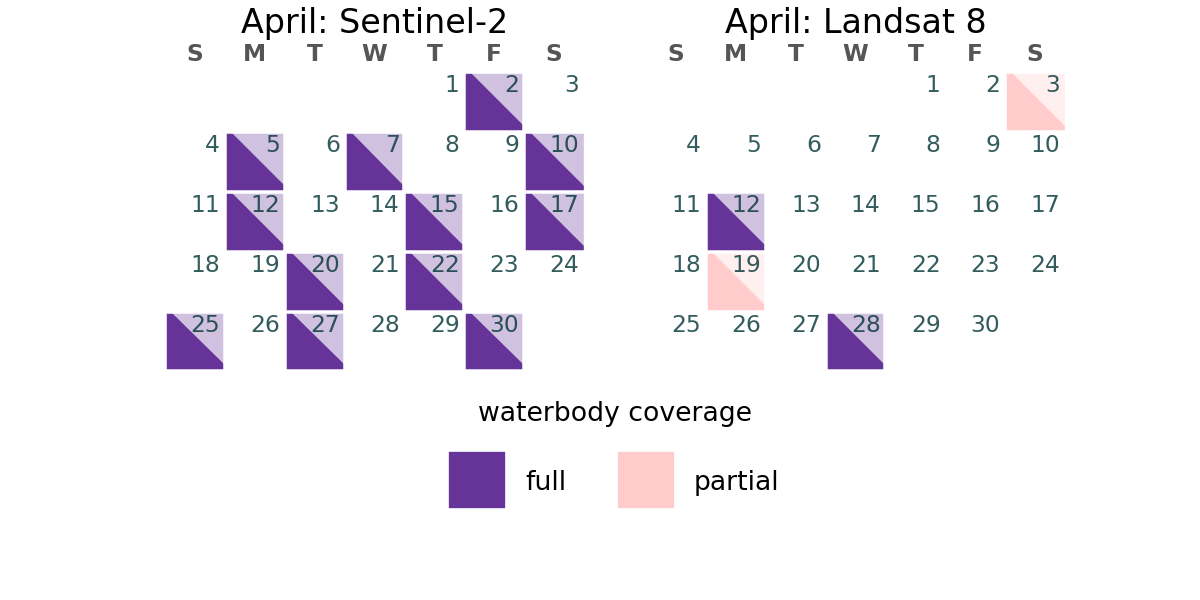 April: Sentinel-2
S M T W T F S
1 2 3
4 5 6 7 8 9 10
11 12 13 14 15 16 17
18 19 20 21 22 23 24
25 26 27 28 29 30
April: Landsat 8
S M T W T F S
1 2 3
4 5 6 7 8 9 10
11 12 13 14 15 16 17
18 19 20 21 22 23 24
25 26 27 28 29 30
waterbody coverage
full partial